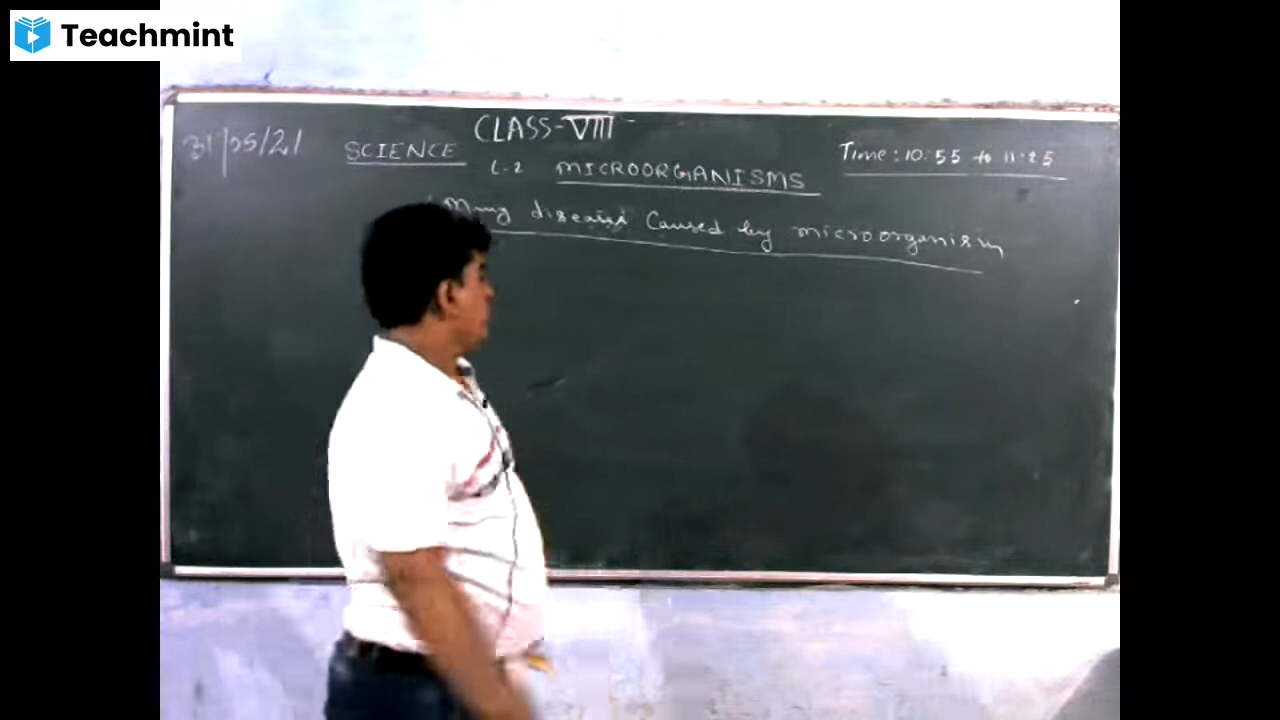 Teachmint
CLASS-VIII
31/05/21 SCIENCE Time: 10:55 to 11:25
L-2 MICROORGANISMS
Many diseases Caused by microorganism